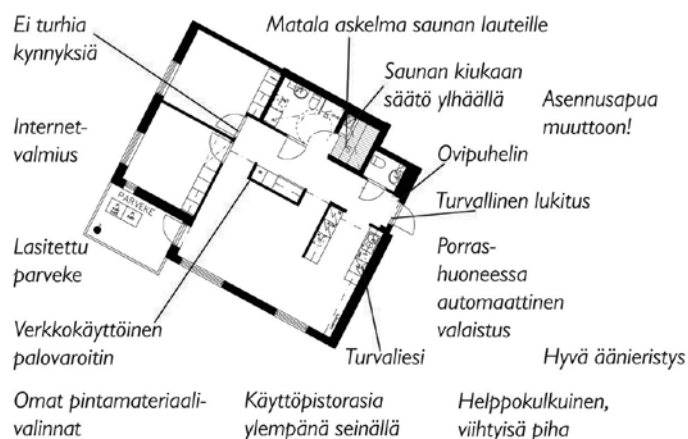 Ei turhia
kynnyksiä
Matala askelma saunan lauteille
Saunan kiukaan
säätö ylhäällä
Asennusapua
muuttoon!
Internet-
valmius
Ovipuhelin
Turvallinen lukitus
PARVEKE
Lasitettu
parveke
Porras-
huoneessa
automaattinen
valaistus
Verkkokäyttöinen
palovaroitin
Turvaliesi
Hyvä äänieristys
Omat pintamateriaali-
valinnat
Käyttöpistorasia
ylempänä seinällä
Helppokulkuinen,
viihtyisä piha